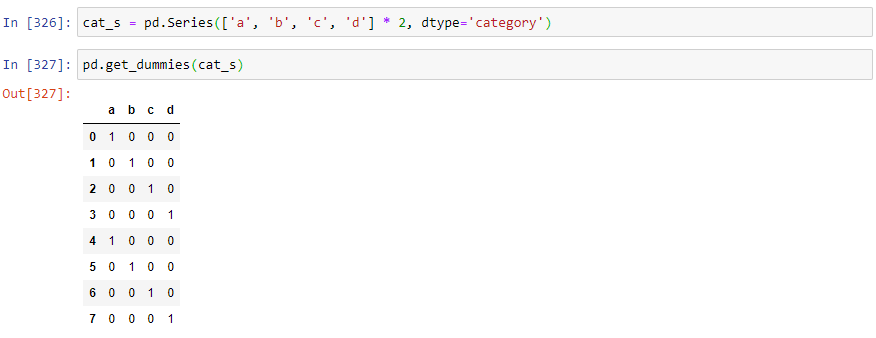 In [326]: cat_s = pd.Series(['a', 'b', 'c', 'd'] * 2, dtype='category')
In [327]: pd.get_dummies(cat_s)
Out[327]:
a b c d
0 1 0 0 0
1 0 1 0 0
2 0 0 1 0
3 0 0 0 1
4 1 0 0 0
5 0 1 0 0
6 0 0 1 0
7 0 0 0 1